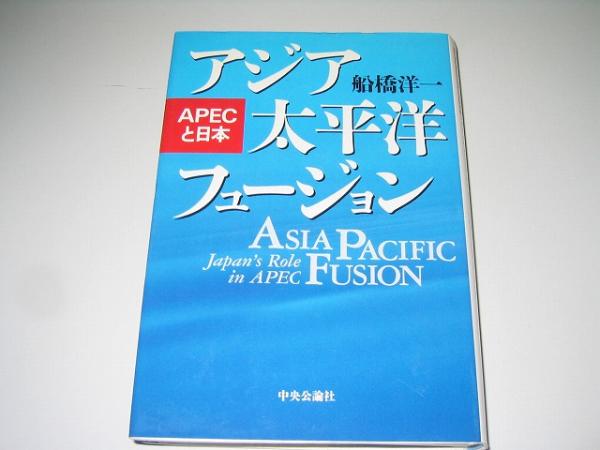 アジア
船橋洋一
APEC
と日本
太平洋
フュージョン
ASIA PACIFIC
Japan's Role
in APEC
FUSION
中央公論社